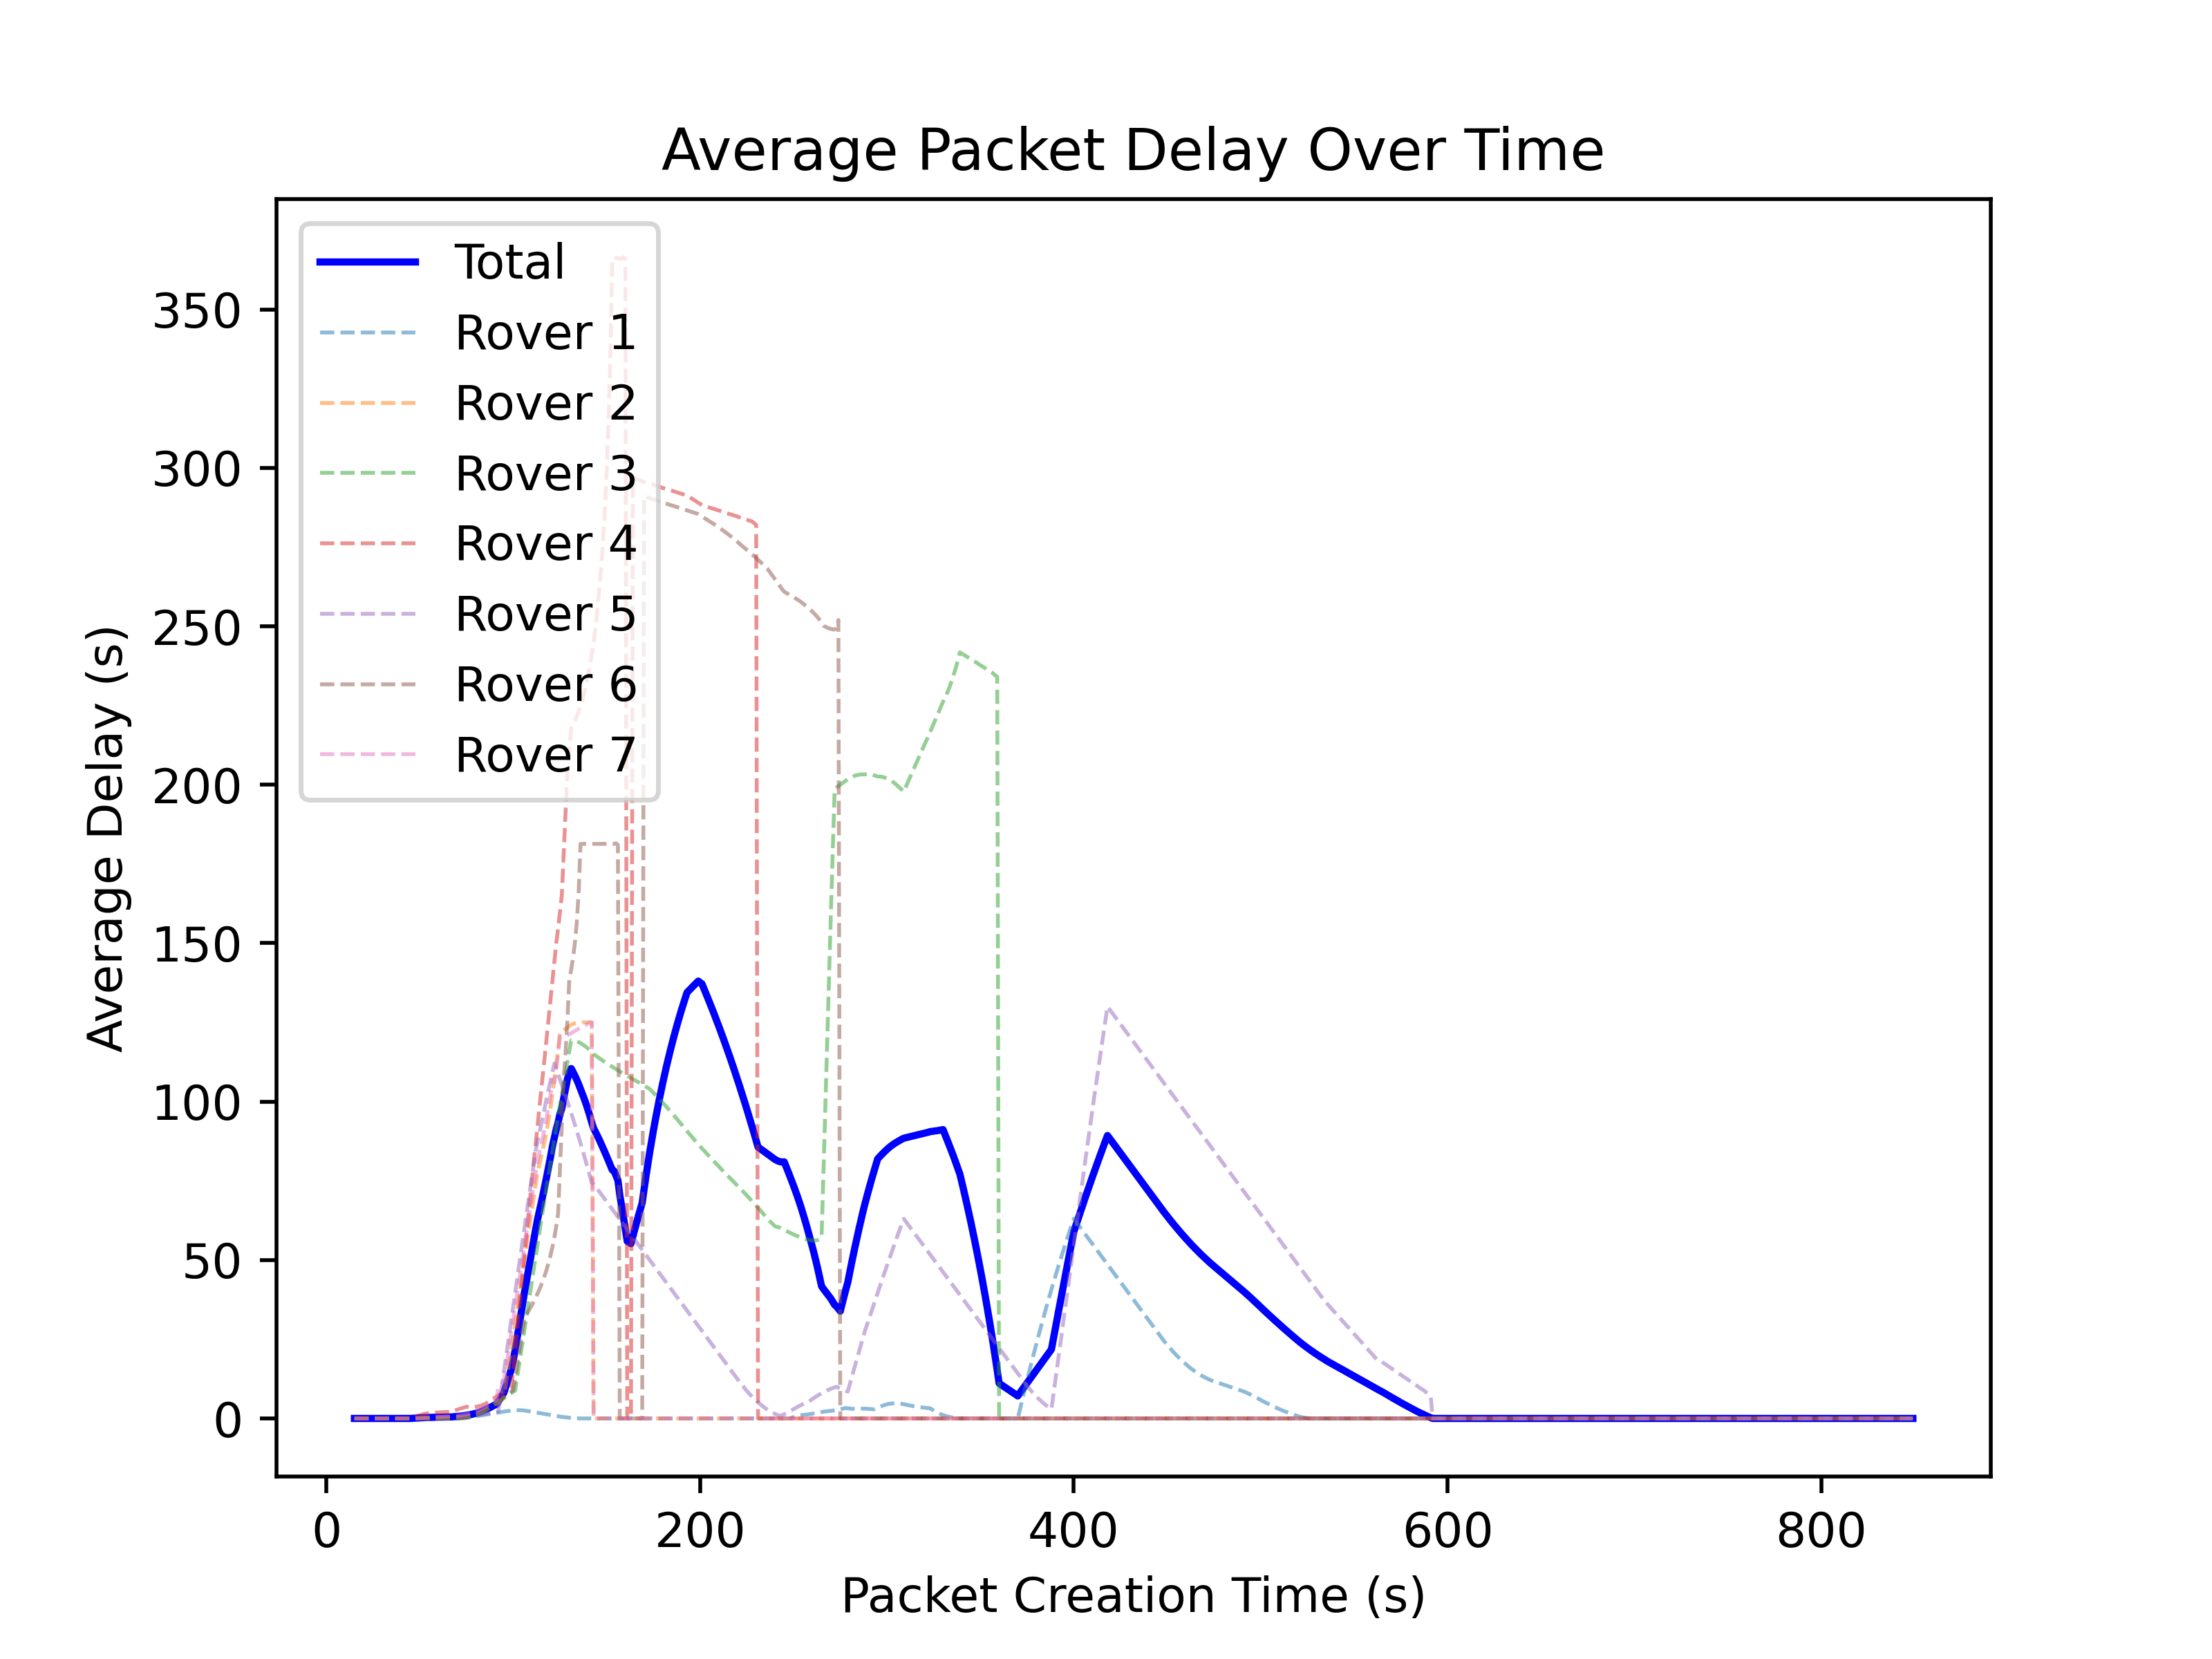 Average Packet Delay Over Time
Total
Rover 1
Rover 2
Rover 3
Rover 4
Rover 5
Rover 6
Rover 7
350
300
250
200
150
100
50
0
Average Delay (s)
0 200 400 600 800
Packet Creation Time (s)